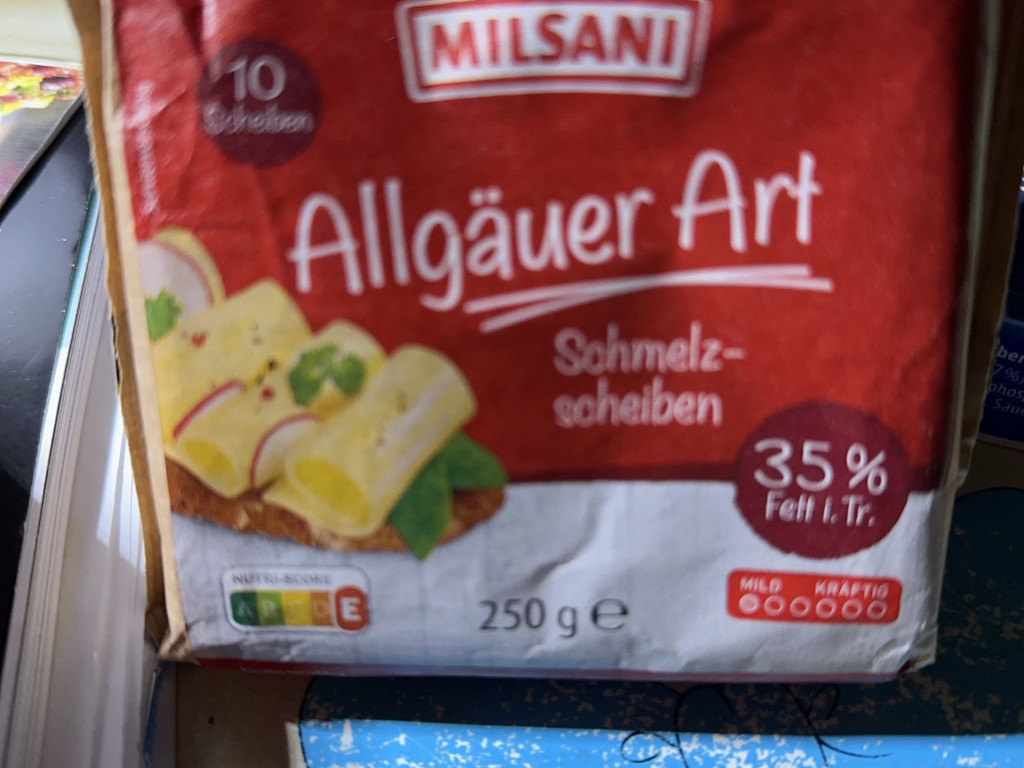 MILSANI
10
Scheiben
Allgäuer Art
Schmelz-
scheiben
35 %
Fett i. Tr.
NUTRI-SCORE
A B C D E
250 g ℮
MILD KRÄFTIG